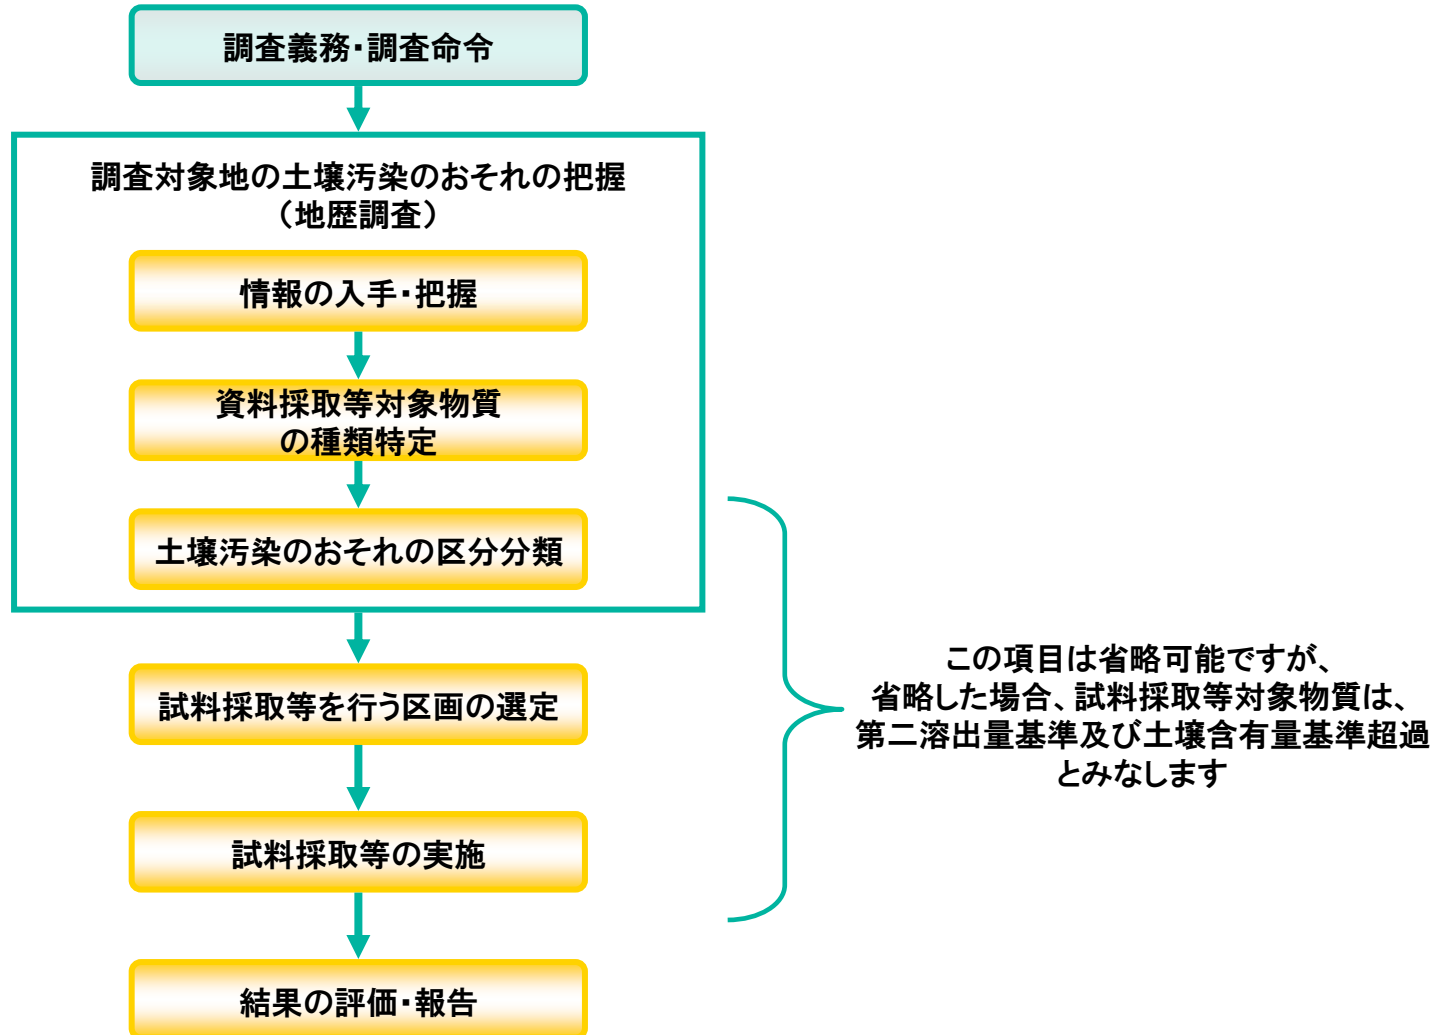 調査義務・調査命令
調査対象地の土壌汚染のおそれの把握
（地歴調査）
情報の入手・把握
資料採取等対象物質
の種類特定
土壌汚染のおそれの区分分類
試料採取等を行う区画の選定
試料採取等の実施
結果の評価・報告
この項目は省略可能ですが、
省略した場合、試料採取等対象物質は、
第二溶出量基準及び土壌含有量基準超過
とみなします